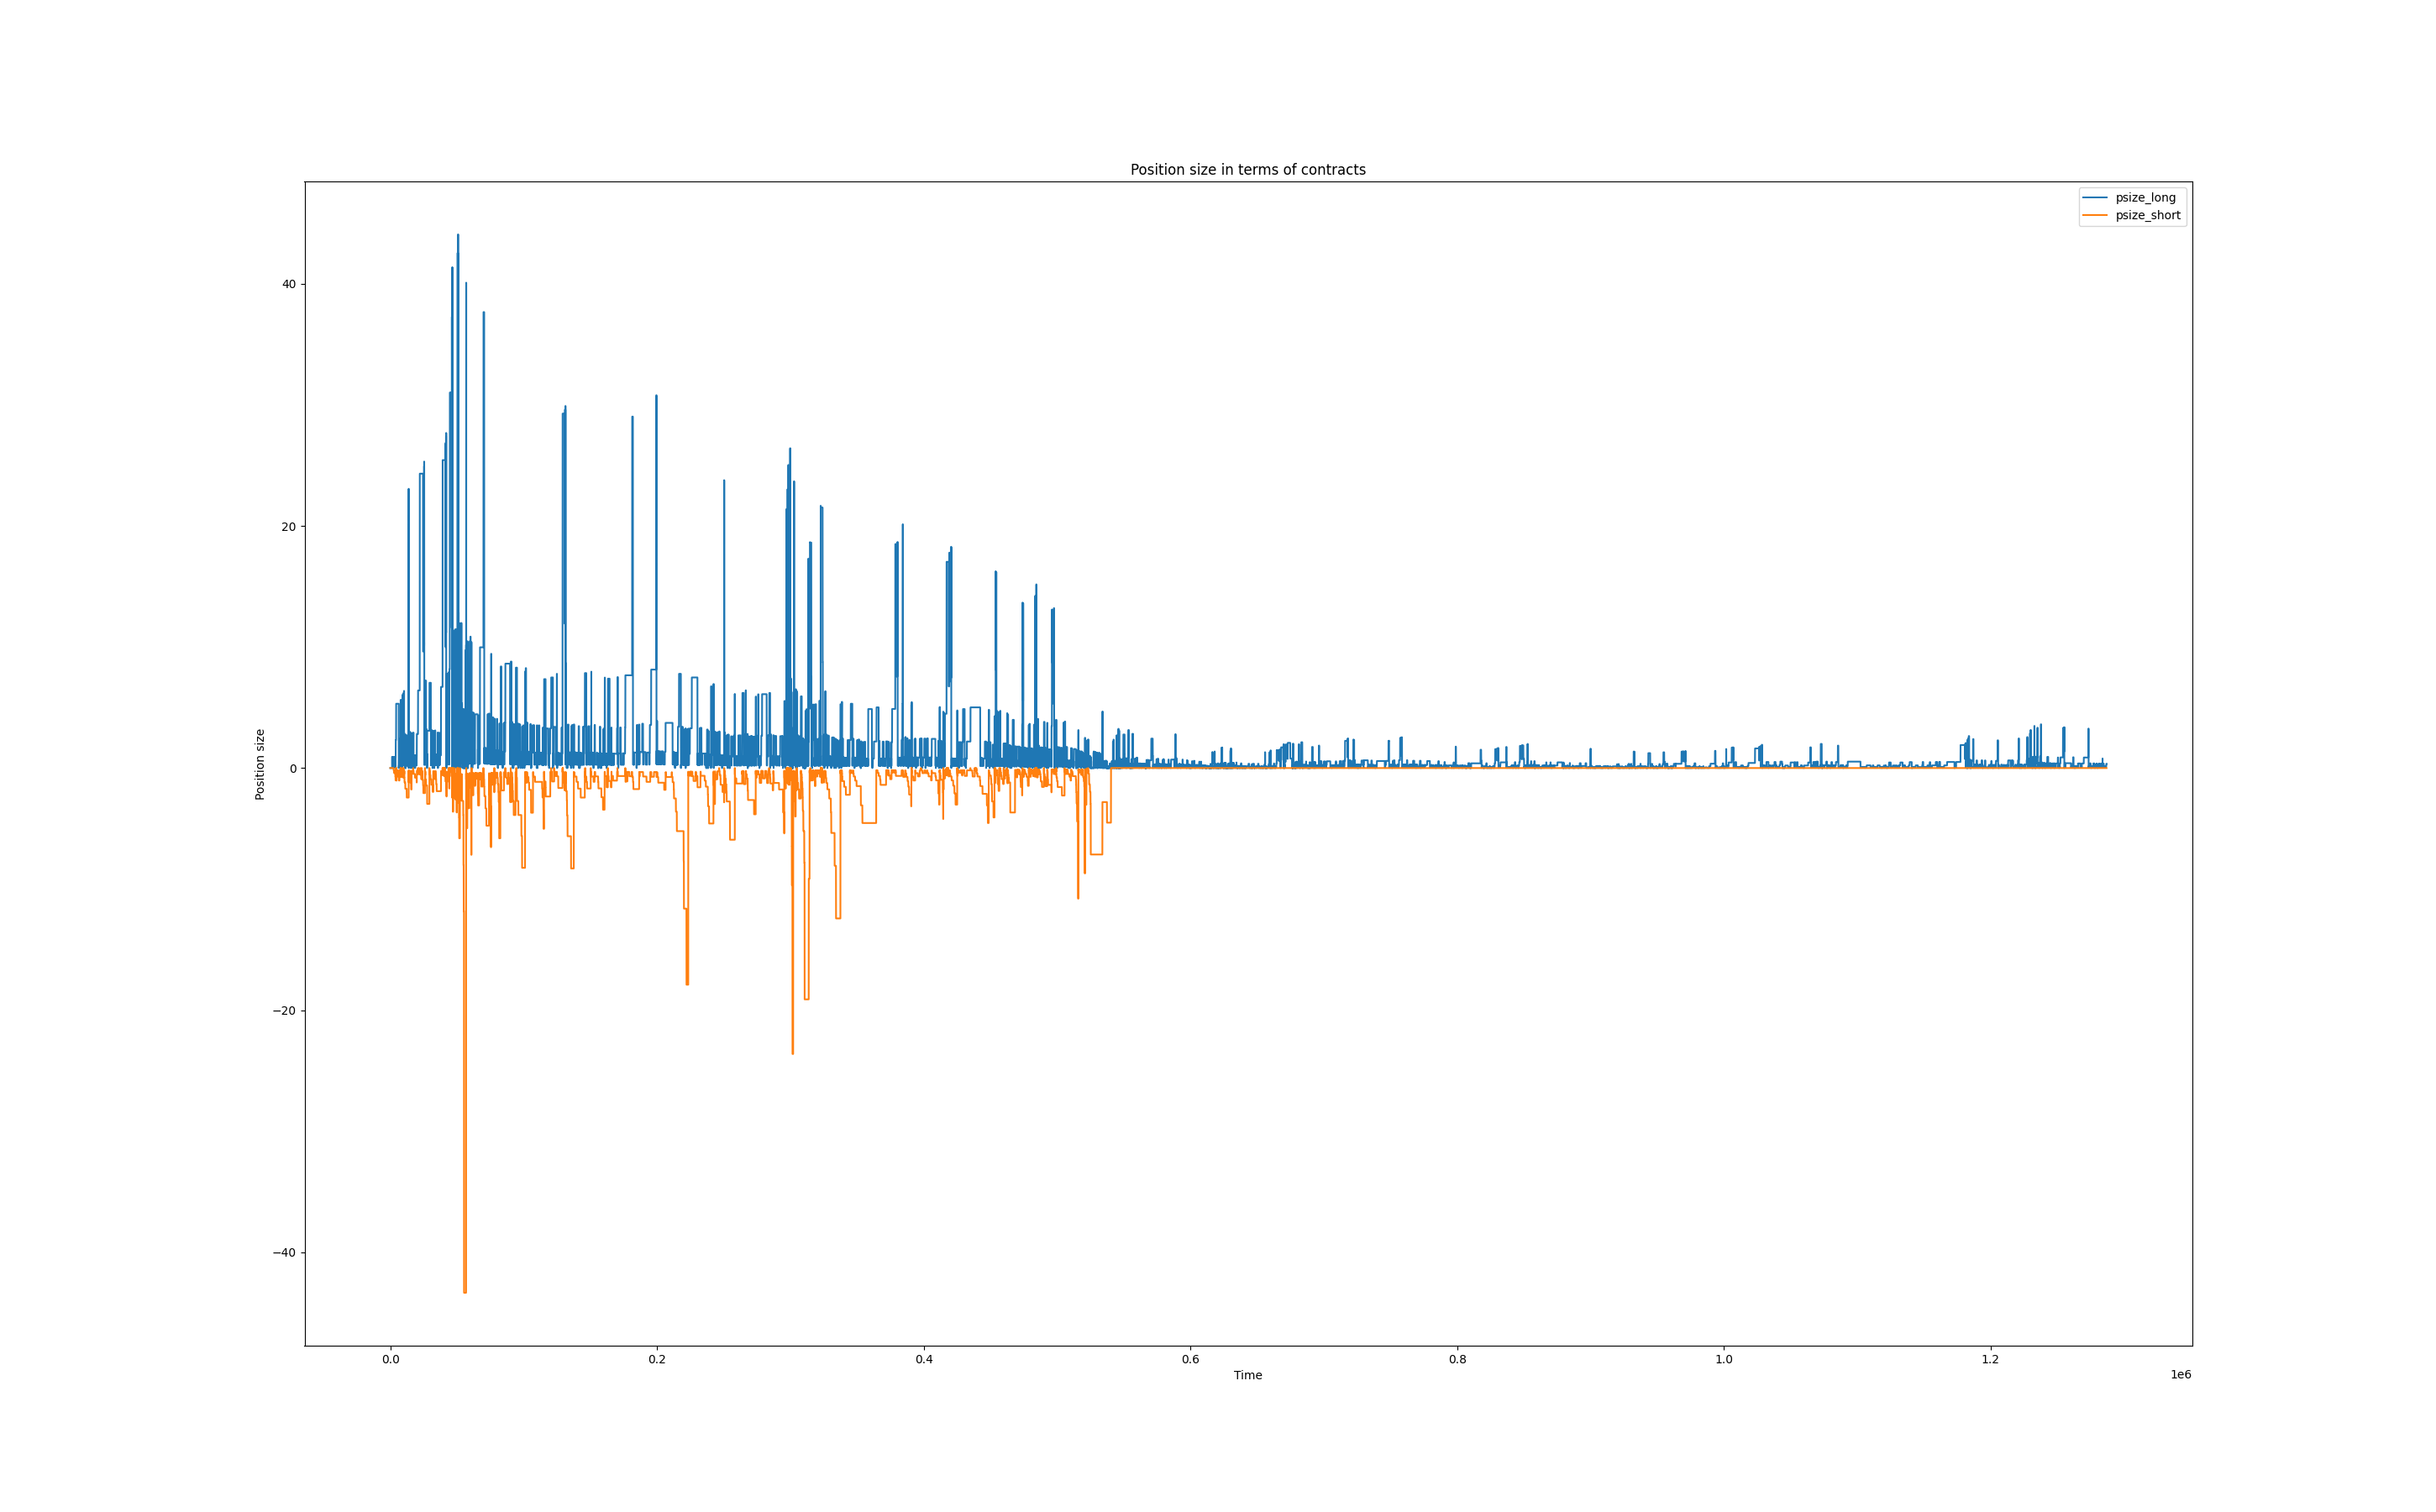 Position size in terms of contracts
psize_long
psize_short
40
20
0
−20
−40
Position size
0.0
0.2
0.4
0.6
0.8
1.0
1.2
1e6
Time